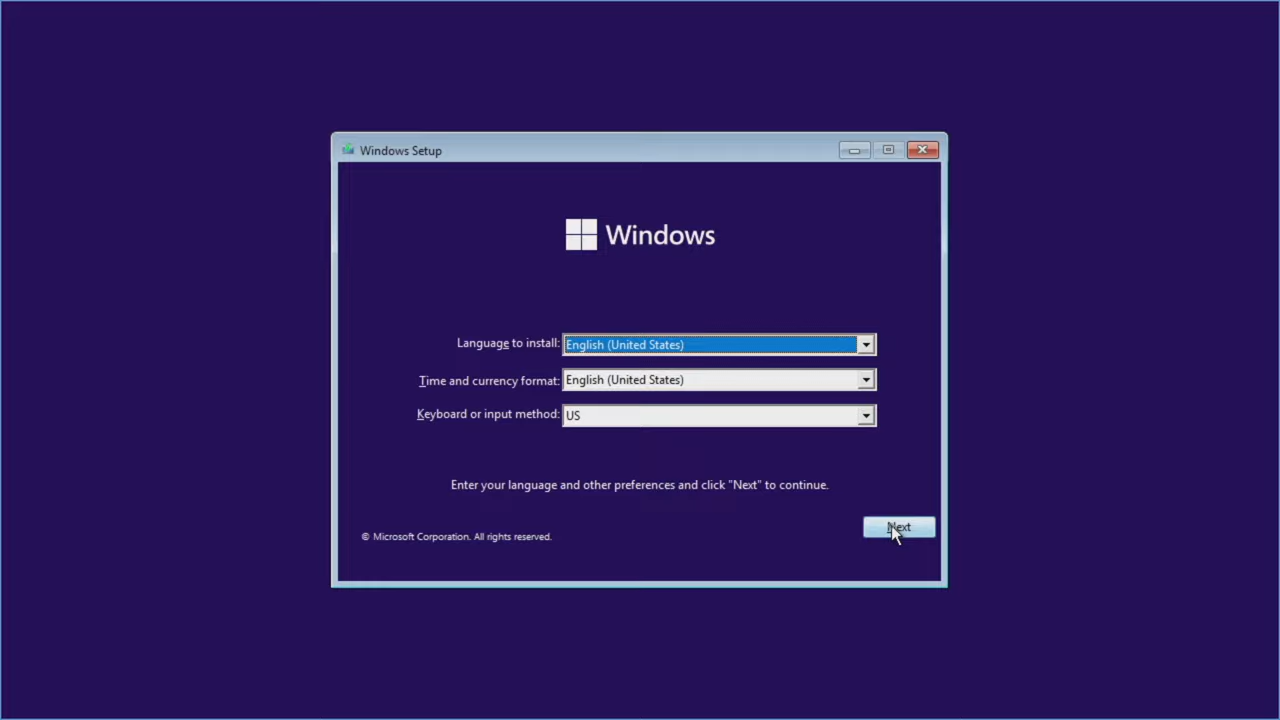 Windows Setup
Windows
Language to install: English (United States)
Time and currency format: English (United States)
Keyboard or input method: US
Enter your language and other preferences and click "Next" to continue.
Next
© Microsoft Corporation. All rights reserved.